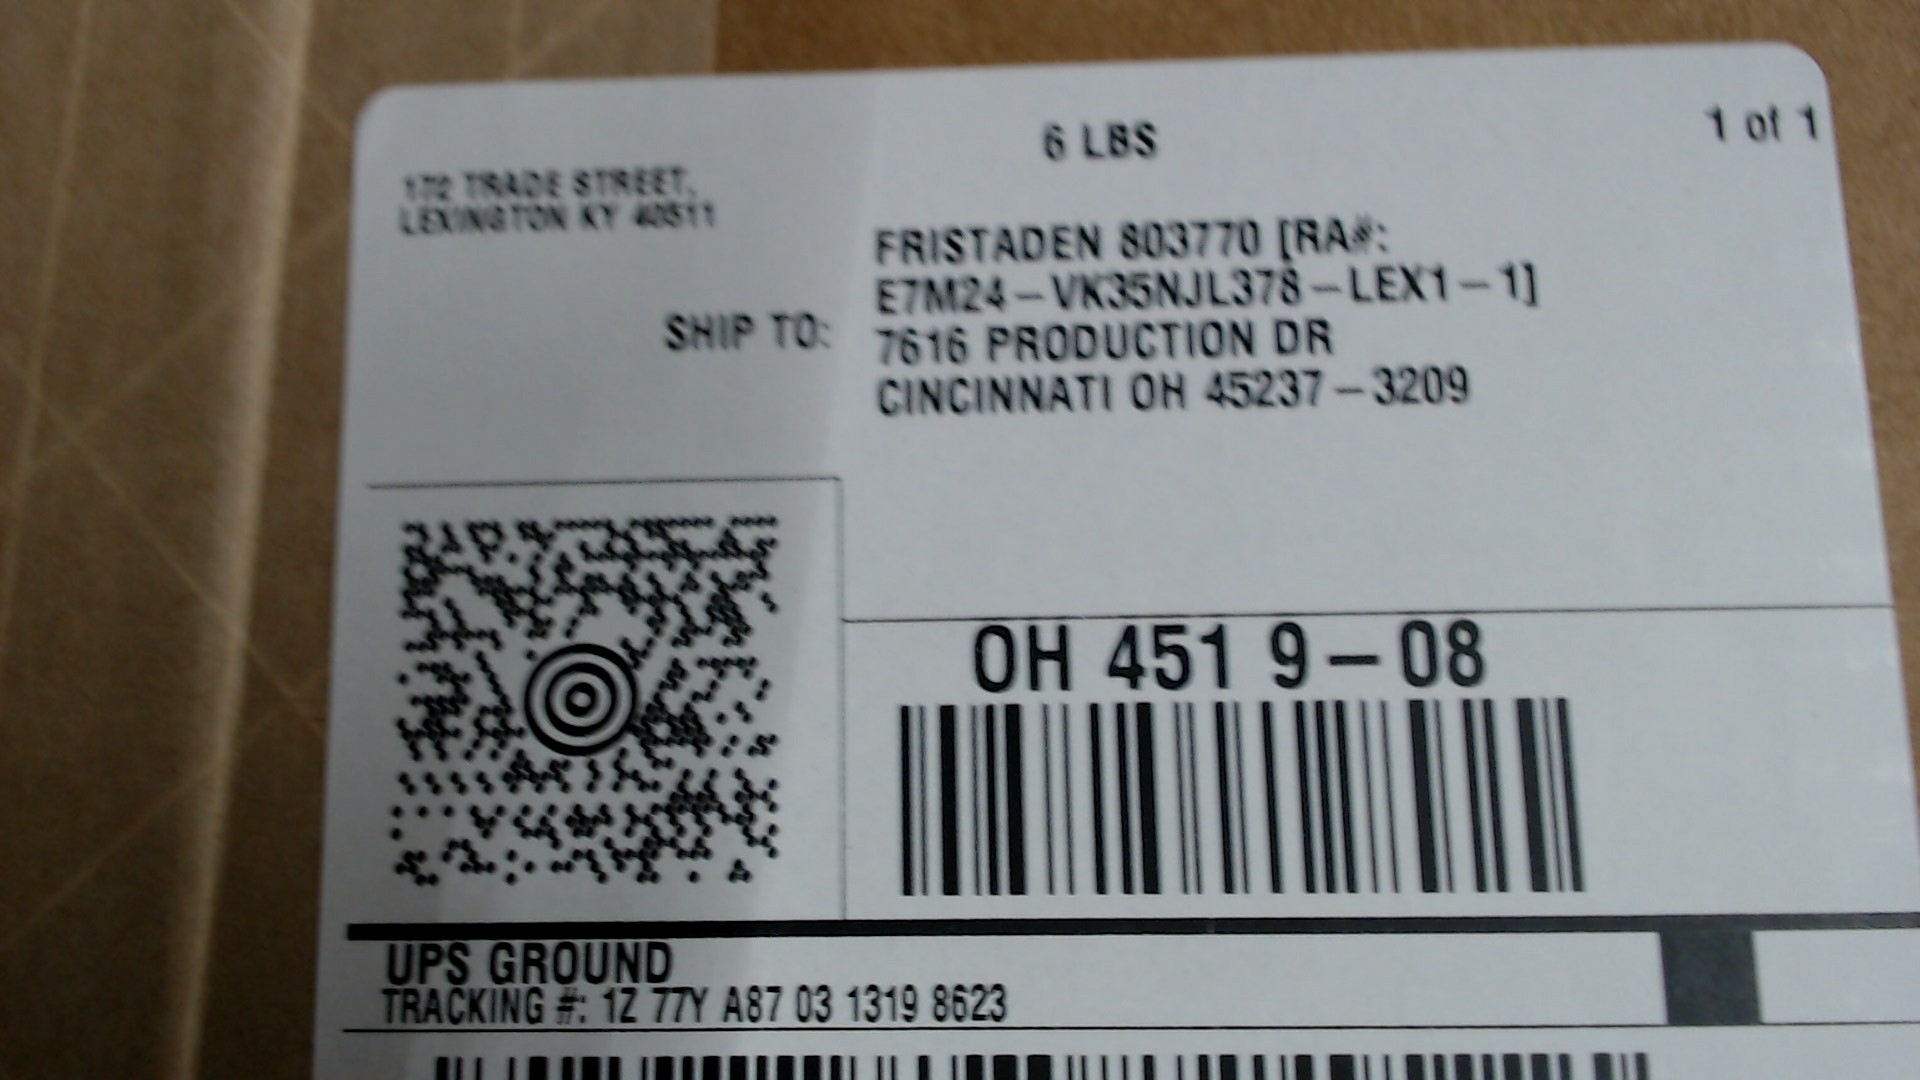 6 LBS
1 of 1
172 TRADE STREET,
LEXINGTON KY 40511
SHIP TO:
FRISTADEN 803770 [RA#:
E7M24-VK35NJL378-LEX1-1]
7616 PRODUCTION DR
CINCINNATI OH 45237-3209
OH 451 9-08
UPS GROUND
TRACKING #: 1Z 77Y A87 03 1319 8623